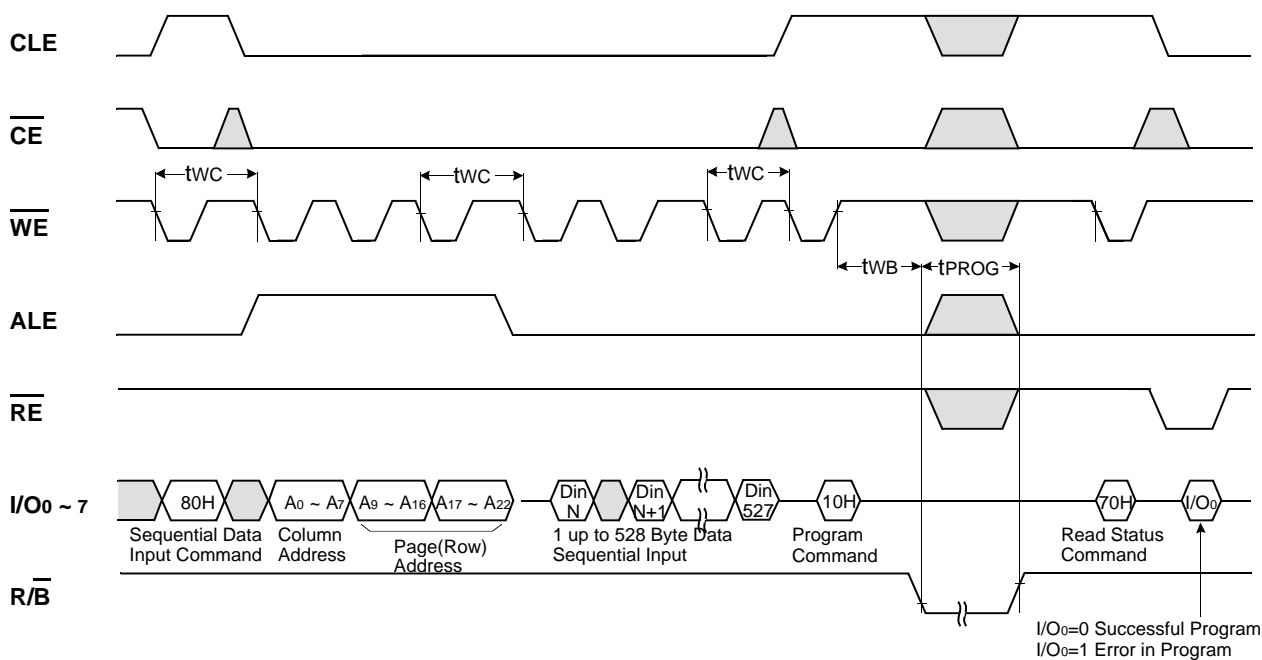 CLE
CE
tWC tWC tWC
WE
tWB tPROG
ALE
RE
I/O0 ~ 7
80H A0 ~ A7 A9 ~ A16 A17 ~ A22 Din N Din N+1 Din 527 10H 70H I/O0
Sequential Data
Input Command
Column
Address
Page(Row)
Address
1 up to 528 Byte Data
Sequential Input
Program
Command
Read Status
Command
R/B
I/O0=0 Successful Program
I/O0=1 Error in Program